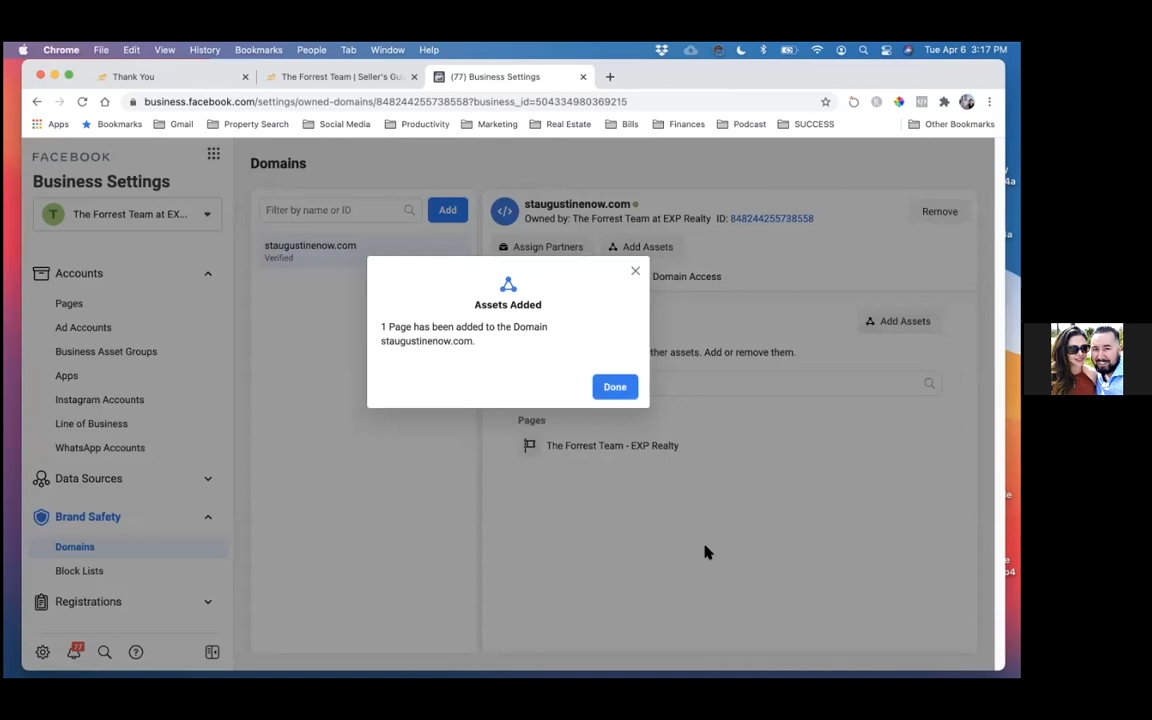 Chrome File Edit View History Bookmarks People Tab Window Help Tue Apr 6 3:17 PM
Thank You
The Forrest Team | Seller's Gu
(77) Business Settings
business.facebook.com/settings/owned-domains/848244255738558?business_id=504334980369215
Apps Bookmarks Gmail Property Search Social Media Productivity Marketing Real Estate Bills Finances Podcast SUCCESS Other Bookmarks
FACEBOOK
Business Settings
T The Forrest Team at EX...
Accounts
Pages
Ad Accounts
Business Asset Groups
Apps
Instagram Accounts
Line of Business
WhatsApp Accounts
Data Sources
Brand Safety
Domains
Block Lists
Registrations
77
Domains
Filter by name or ID
Add
staugustinenow.com
Verified
staugustinenow.com
Owned by: The Forrest Team at EXP Realty ID: 848244255738558
Remove
Assign Partners Add Assets
Domain Access
Add Assets
ther assets. Add or remove them.
Pages
The Forrest Team - EXP Realty
Assets Added
1 Page has been added to the Domain
staugustinenow.com.
Done